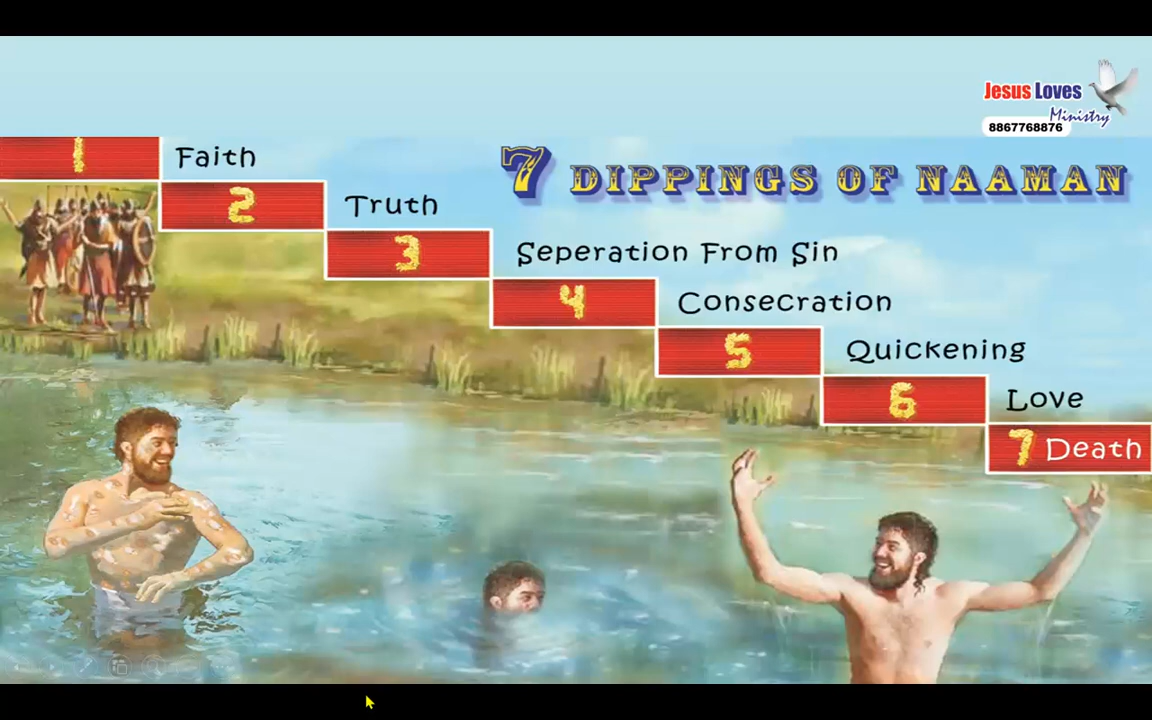 Jesus Loves
Ministry
8867768876
7 DIPPINGS OF NAAMAN
1 Faith
2 Truth
3 Seperation From Sin
4 Consecration
5 Quickening
6 Love
7 Death